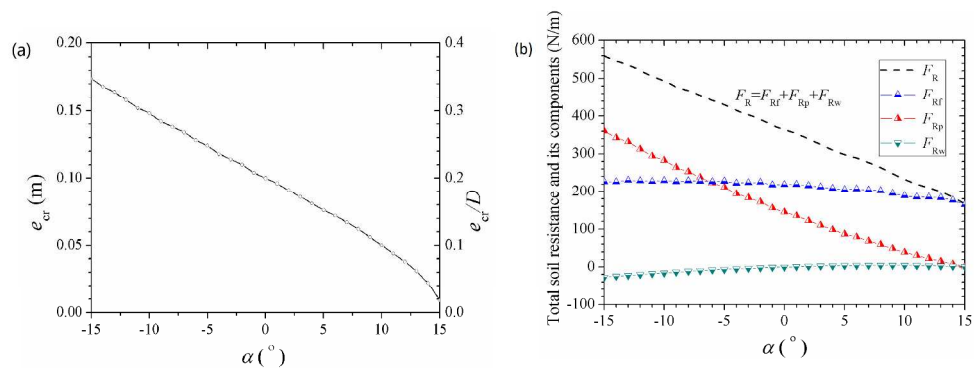 (a)
0.20
0.15
0.10
0.05
0.00
e_cr (m)
0.4
0.3
0.2
0.1
0.0
e_cr/D
-15 -10 -5 0 5 10 15
α (°)
(b)
Total soil resistance and its components (N/m)
600
500
400
300
200
100
0
-100
F_R=F_Rf+F_Rp+F_Rw
F_R
F_Rf
F_Rp
F_Rw
-15 -10 -5 0 5 10 15
α (°)